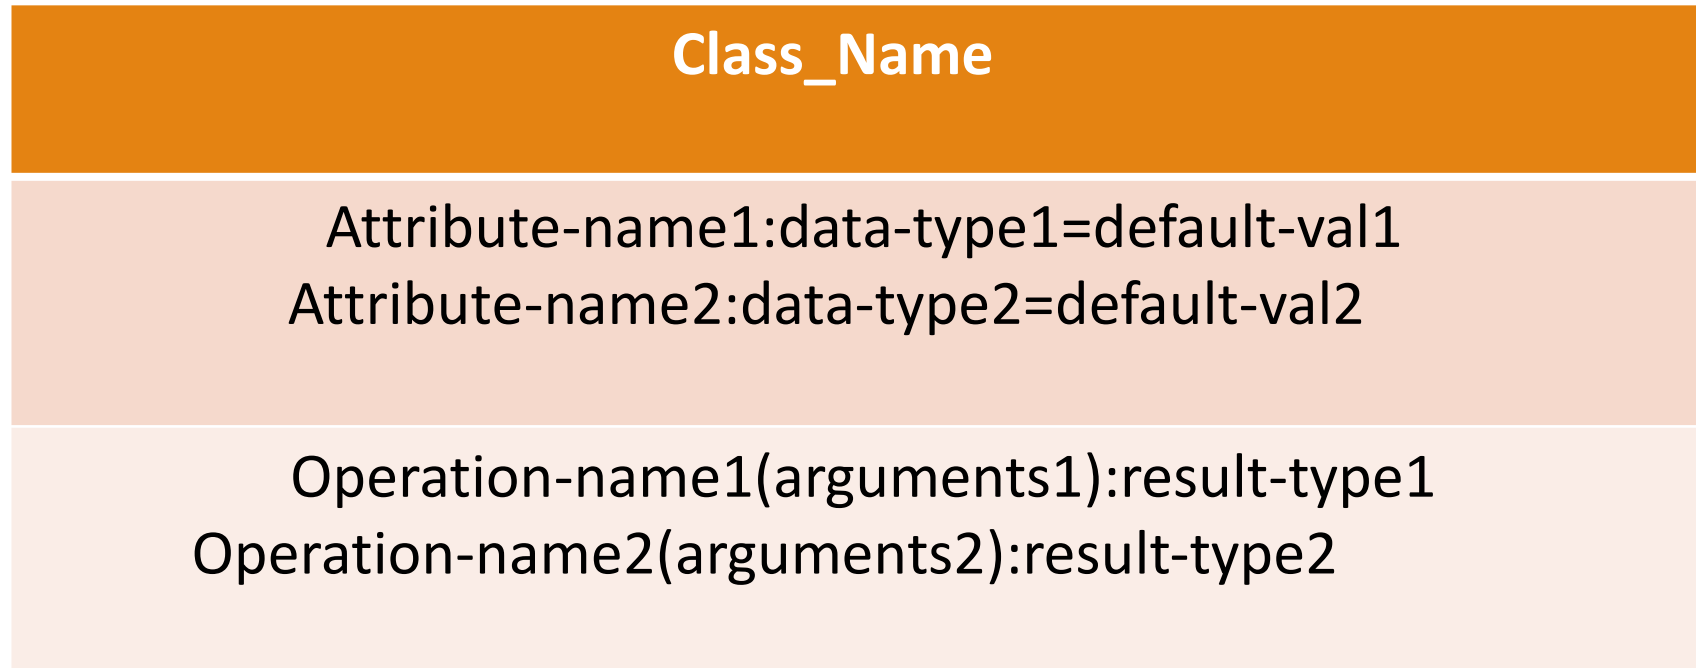 Class_Name
Attribute-name1:data-type1=default-val1
Attribute-name2:data-type2=default-val2
Operation-name1(arguments1):result-type1
Operation-name2(arguments2):result-type2